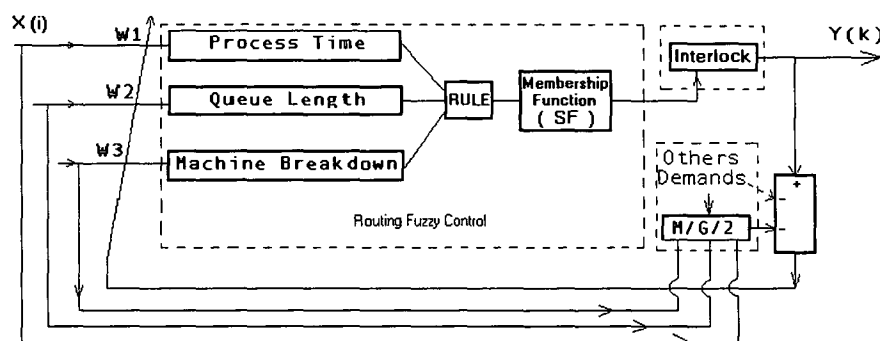 X(i)
W1
Process Time
W2
Queue Length
W3
Machine Breakdown
RULE
Membership
Function
( SF )
Interlock
Y(k)
Routing Fuzzy Control
Others
Demands
M/G/2
+
-
-